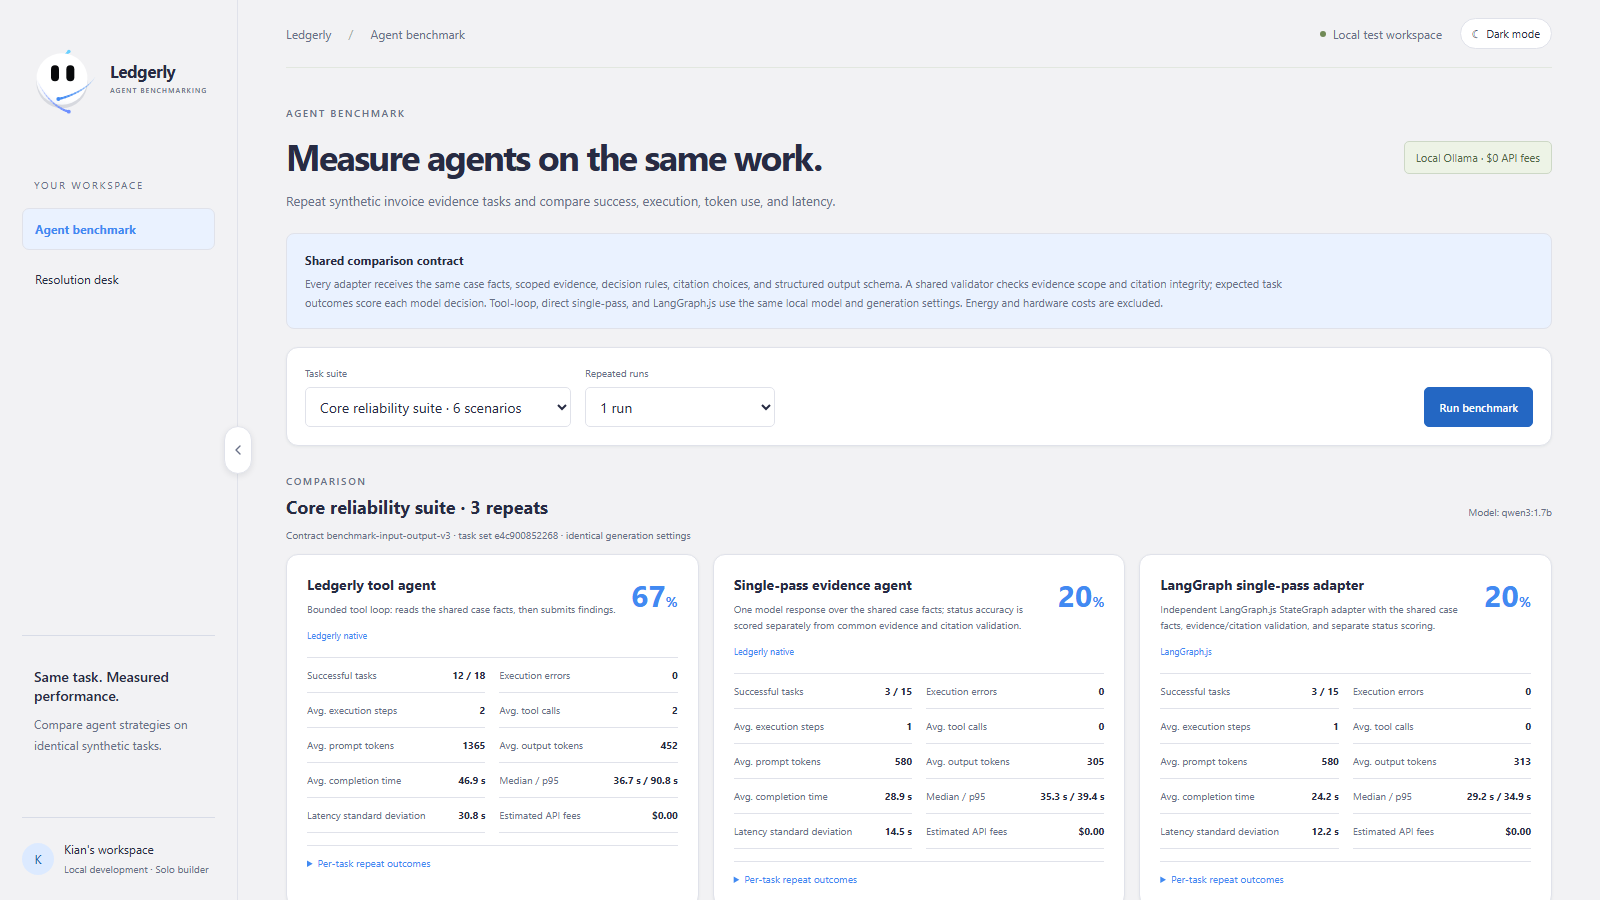 Ledgerly
AGENT BENCHMARKING
YOUR WORKSPACE
Agent benchmark
Resolution desk
Same task. Measured
performance.
Compare agent strategies on
identical synthetic tasks.
K
Kian's workspace
Local development · Solo builder
Ledgerly / Agent benchmark
Local test workspace
☾ Dark mode
AGENT BENCHMARK
Measure agents on the same work.
Repeat synthetic invoice evidence tasks and compare success, execution, token use, and latency.
Local Ollama · $0 API fees
Shared comparison contract
Every adapter receives the same case facts, scoped evidence, decision rules, citation choices, and structured output schema. A shared validator checks evidence scope and citation integrity; expected task
outcomes score each model decision. Tool-loop, direct single-pass, and LangGraph.js use the same local model and generation settings. Energy and hardware costs are excluded.
Task suite
Core reliability suite · 6 scenarios
Repeated runs
1 run
Run benchmark
COMPARISON
Core reliability suite · 3 repeats
Model: qwen3:1.7b
Contract benchmark-input-output-v3 · task set e4c900852268 · identical generation settings
Ledgerly tool agent
67%
Bounded tool loop: reads the shared case facts, then submits findings.
Ledgerly native
Successful tasks 12 / 18 Execution errors 0
Avg. execution steps 2 Avg. tool calls 2
Avg. prompt tokens 1365 Avg. output tokens 452
Avg. completion time 46.9 s Median / p95 36.7 s / 90.8 s
Latency standard deviation 30.8 s Estimated API fees $0.00
▶ Per-task repeat outcomes
Single-pass evidence agent
20%
One model response over the shared case facts; status accuracy is
scored separately from common evidence and citation validation.
Ledgerly native
Successful tasks 3 / 15 Execution errors 0
Avg. execution steps 1 Avg. tool calls 0
Avg. prompt tokens 580 Avg. output tokens 305
Avg. completion time 28.9 s Median / p95 35.3 s / 39.4 s
Latency standard deviation 14.5 s Estimated API fees $0.00
▶ Per-task repeat outcomes
LangGraph single-pass adapter
20%
Independent LangGraph.js StateGraph adapter with the shared case
facts, evidence/citation validation, and separate status scoring.
LangGraph.js
Successful tasks 3 / 15 Execution errors 0
Avg. execution steps 1 Avg. tool calls 0
Avg. prompt tokens 580 Avg. output tokens 313
Avg. completion time 24.2 s Median / p95 29.2 s / 34.9 s
Latency standard deviation 12.2 s Estimated API fees $0.00
▶ Per-task repeat outcomes